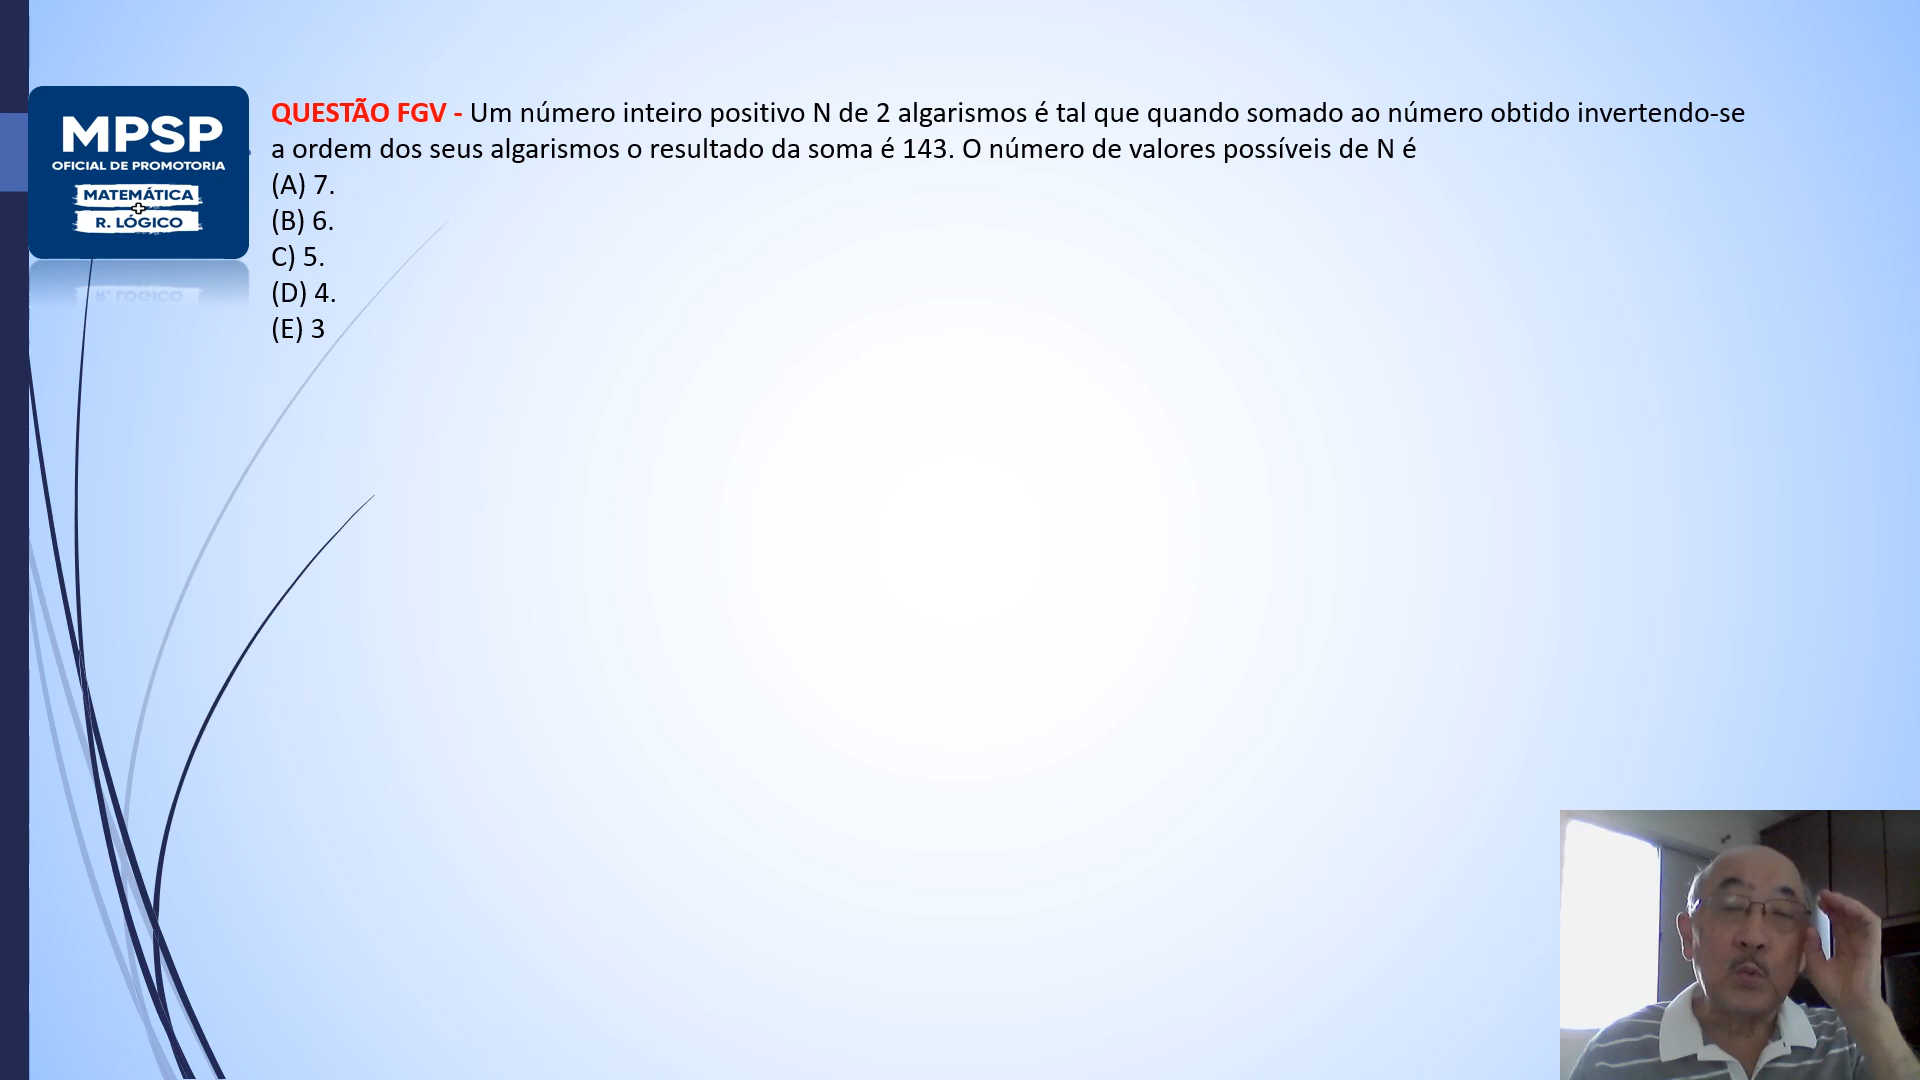 MPSP
OFICIAL DE PROMOTORIA
MATEMÁTICA
+
R. LÓGICO
QUESTÃO FGV - Um número inteiro positivo N de 2 algarismos é tal que quando somado ao número obtido invertendo-se
a ordem dos seus algarismos o resultado da soma é 143. O número de valores possíveis de N é
(A) 7.
(B) 6.
C) 5.
(D) 4.
(E) 3